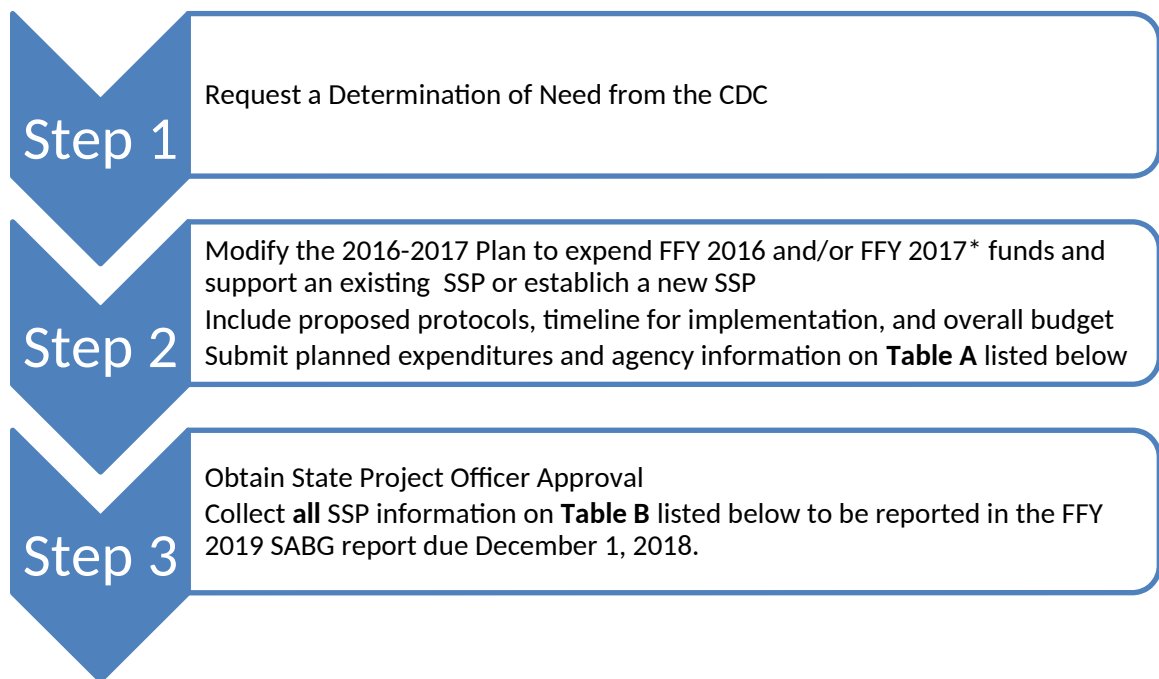 Step 1
Request a Determination of Need from the CDC
Step 2
Modify the 2016-2017 Plan to expend FFY 2016 and/or FFY 2017* funds and
support an existing  SSP or establich a new SSP
Include proposed protocols, timeline for implementation, and overall budget
Submit planned expenditures and agency information on Table A listed below
Step 3
Obtain State Project Officer Approval
Collect all SSP information on Table B listed below to be reported in the FFY
2019 SABG report due December 1, 2018.